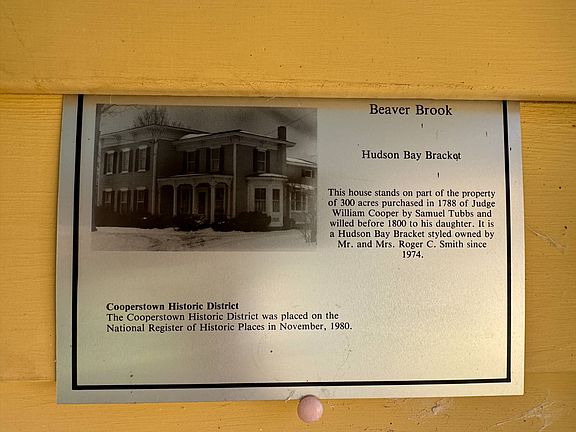 Beaver Brook
Hudson Bay Bracket
This house stands on part of the property
of 300 acres purchased in 1788 of Judge
William Cooper by Samuel Tubbs and
willed before 1800 to his daughter. It is
a Hudson Bay Bracket styled owned by
Mr. and Mrs. Roger C. Smith since
1974.
Cooperstown Historic District
The Cooperstown Historic District was placed on the
National Register of Historic Places in November, 1980.